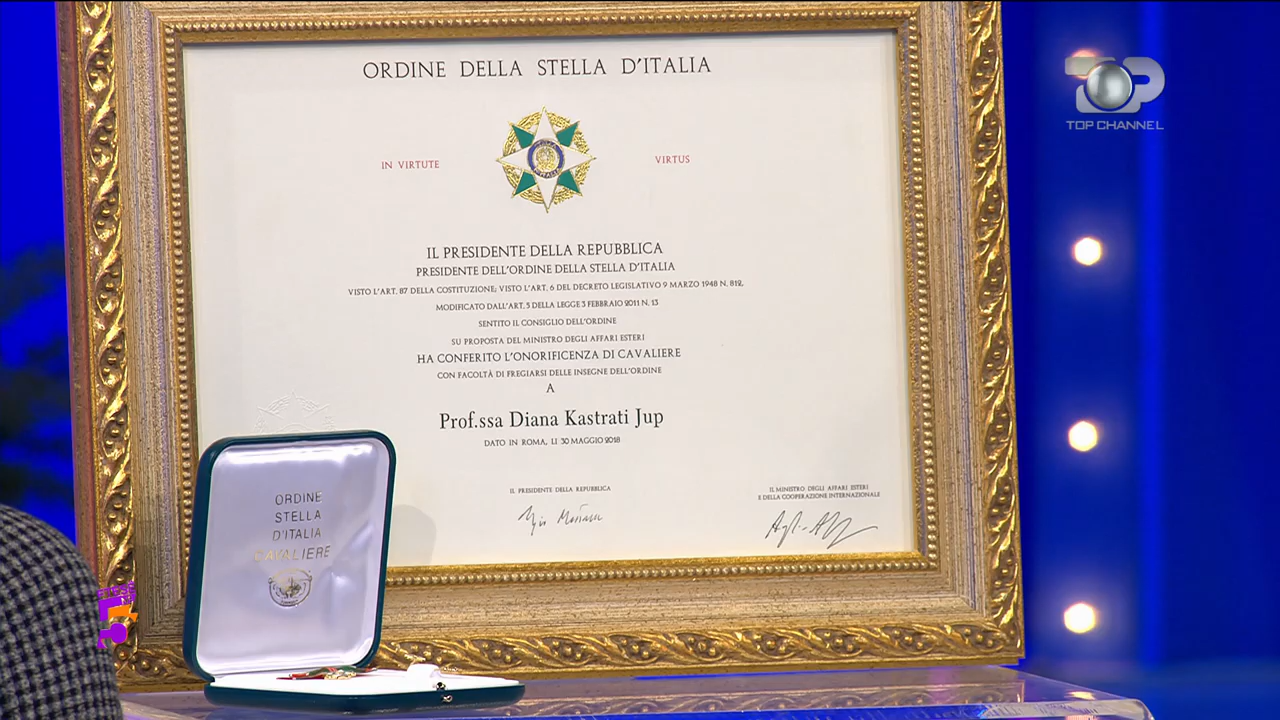 ORDINE DELLA STELLA D'ITALIA
IN VIRTUTE VIRTUS
IL PRESIDENTE DELLA REPUBBLICA
PRESIDENTE DELL'ORDINE DELLA STELLA D'ITALIA
VISTO L'ART. 87 DELLA COSTITUZIONE; VISTO L'ART. 6 DEL DECRETO LEGISLATIVO 9 MARZO 1948 N. 812,
MODIFICATO DALL'ART. 5 DELLA LEGGE 3 FEBBRAIO 2011 N. 13
SENTITO IL CONSIGLIO DELL'ORDINE
SU PROPOSTA DEL MINISTRO DEGLI AFFARI ESTERI
HA CONFERITO L'ONORIFICENZA DI CAVALIERE
CON FACOLTÀ DI FREGIARSI DELLE INSEGNE DELL'ORDINE
A
Prof.ssa Diana Kastrati Jup
DATO IN ROMA, LI 30 MAGGIO 2018
IL PRESIDENTE DELLA REPUBBLICA
IL MINISTRO DEGLI AFFARI ESTERI
E DELLA COOPERAZIONE INTERNAZIONALE
ORDINE
STELLA
D'ITALIA
CAVALIERE
TOP CHANNEL